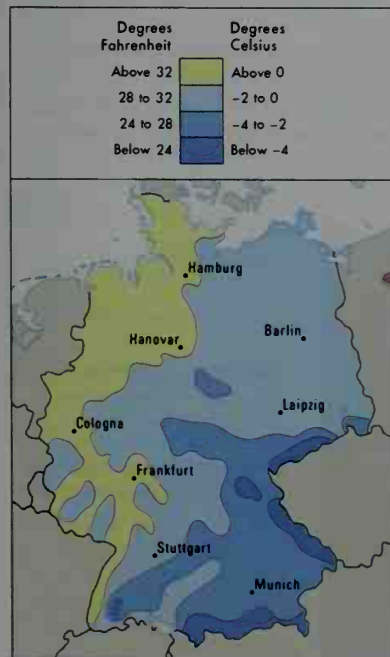 Degrees Fahrenheit
Degrees Celsius
Above 32
Above 0
28 to 32
-2 to 0
24 to 28
-4 to -2
Below 24
Below -4
Hamburg
Hanovar
Barlin
Laipzig
Cologna
Frankfurt
Stuttgart
Munich